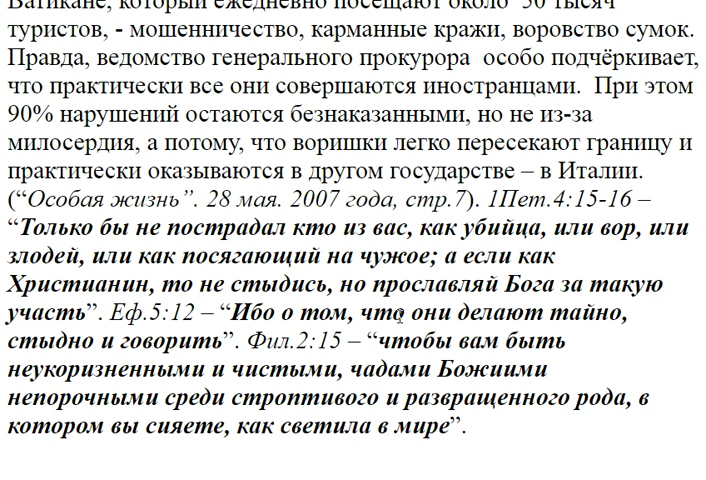 Ватикане, который ежедневно посещают около  50 тысяч
туристов, - мошенничество, карманные кражи, воровство сумок.
Правда, ведомство генерального прокурора  особо подчёркивает,
что практически все они совершаются иностранцами.  При этом
90% нарушений остаются безнаказанными, но не из-за
милосердия, а потому, что воришки легко пересекают границу и
практически оказываются в другом государстве – в Италии.
(“Особая жизнь”. 28 мая. 2007 года, стр.7). 1Пет.4:15-16 –
“Только бы не пострадал кто из вас, как убийца, или вор, или
злодей, или как посягающий на чужое; а если как
Христианин, то не стыдись, но прославляй Бога за такую
участь”. Еф.5:12 – “Ибо о том, что они делают тайно,
стыдно и говорить”. Фил.2:15 – “чтобы вам быть
неукоризненными и чистыми, чадами Божиими
непорочными среди строптивого и развращенного рода, в
котором вы сияете, как светила в мире”.